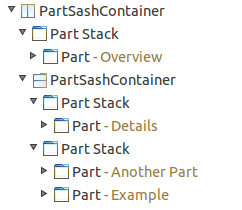 PartSashContainer
Part Stack
Part - Overview
PartSashContainer
Part Stack
Part - Details
Part Stack
Part - Another Part
Part - Example